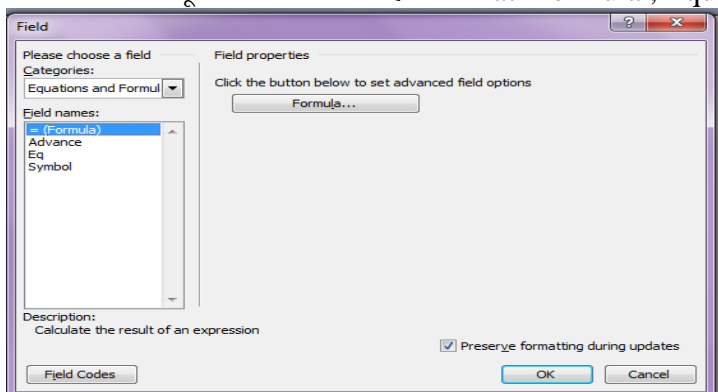 Field
Please choose a field
Categories:
Equations and Formul
Field names:
= (Formula)
Advance
Eq
Symbol
Field properties
Click the button below to set advanced field options
Formula...
Description:
Calculate the result of an expression
Preserve formatting during updates
Field Codes
OK
Cancel